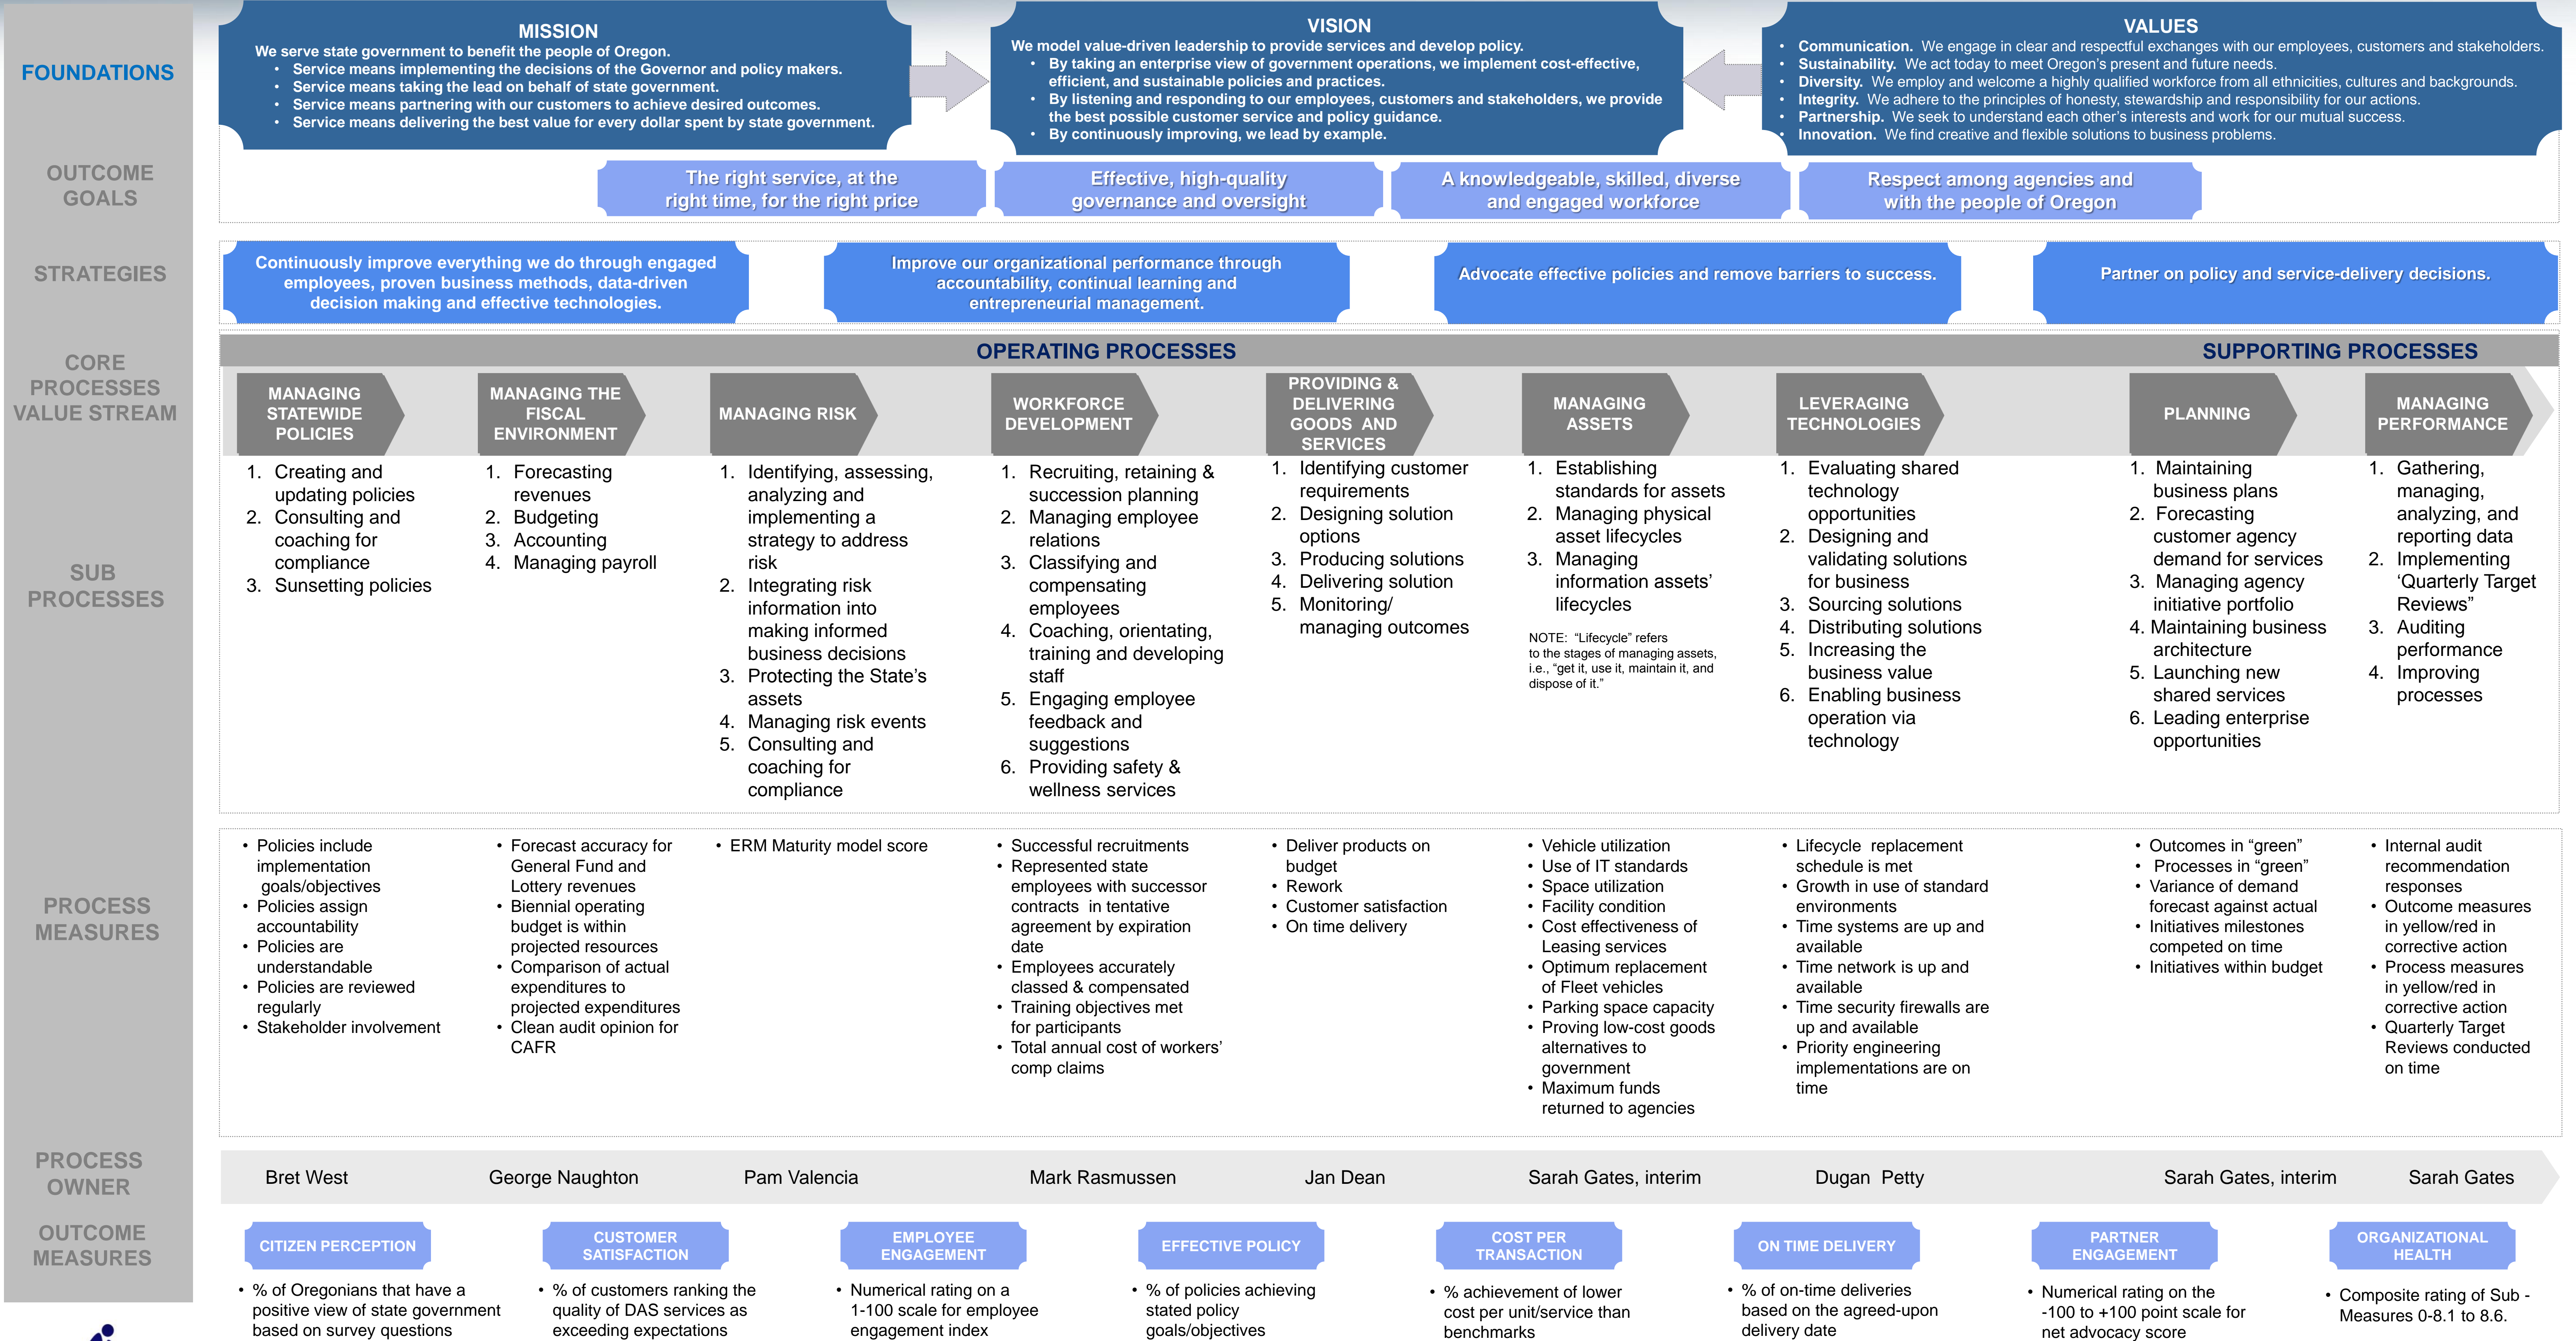 FOUNDATIONS
MISSION
We serve state government to benefit the people of Oregon.
• Service means implementing the decisions of the Governor and policy makers.
• Service means taking the lead on behalf of state government.
• Service means partnering with our customers to achieve desired outcomes.
• Service means delivering the best value for every dollar spent by state government.
VISION
We model value-driven leadership to provide services and develop policy.
• By taking an enterprise view of government operations, we implement cost-effective,
efficient, and sustainable policies and practices.
• By listening and responding to our employees, customers and stakeholders, we provide
the best possible customer service and policy guidance.
• By continuously improving, we lead by example.
VALUES
• Communication. We engage in clear and respectful exchanges with our employees, customers and stakeholders.
• Sustainability. We act today to meet Oregon's present and future needs.
• Diversity. We employ and welcome a highly qualified workforce from all ethnicities, cultures and backgrounds.
• Integrity. We adhere to the principles of honesty, stewardship and responsibility for our actions.
• Partnership. We seek to understand each other's interests and work for our mutual success.
• Innovation. We find creative and flexible solutions to business problems.
OUTCOME
GOALS
The right service, at the
right time, for the right price
Effective, high-quality
governance and oversight
A knowledgeable, skilled, diverse
and engaged workforce
Respect among agencies and
with the people of Oregon
STRATEGIES
Continuously improve everything we do through engaged
employees, proven business methods, data-driven
decision making and effective technologies.
Improve our organizational performance through
accountability, continual learning and
entrepreneurial management.
Advocate effective policies and remove barriers to success.
Partner on policy and service-delivery decisions.
CORE
PROCESSES
VALUE STREAM
OPERATING PROCESSES
SUPPORTING PROCESSES
MANAGING
STATEWIDE
POLICIES
MANAGING THE
FISCAL
ENVIRONMENT
MANAGING RISK
WORKFORCE
DEVELOPMENT
PROVIDING &
DELIVERING
GOODS AND
SERVICES
MANAGING
ASSETS
LEVERAGING
TECHNOLOGIES
PLANNING
MANAGING
PERFORMANCE
SUB
PROCESSES
1. Creating and
updating policies
2. Consulting and
coaching for
compliance
3. Sunsetting policies
1. Forecasting
revenues
2. Budgeting
3. Accounting
4. Managing payroll
1. Identifying, assessing,
analyzing and
implementing a
strategy to address
risk
2. Integrating risk
information into
making informed
business decisions
3. Protecting the State's
assets
4. Managing risk events
5. Consulting and
coaching for
compliance
1. Recruiting, retaining &
succession planning
2. Managing employee
relations
3. Classifying and
compensating
employees
4. Coaching, orientating,
training and developing
staff
5. Engaging employee
feedback and
suggestions
6. Providing safety &
wellness services
1. Identifying customer
requirements
2. Designing solution
options
3. Producing solutions
4. Delivering solution
5. Monitoring/
managing outcomes
1. Establishing
standards for assets
2. Managing physical
asset lifecycles
3. Managing
information assets'
lifecycles
NOTE: "Lifecycle" refers
to the stages of managing assets,
i.e., "get it, use it, maintain it, and
dispose of it."
1. Evaluating shared
technology
opportunities
2. Designing and
validating solutions
for business
3. Sourcing solutions
4. Distributing solutions
5. Increasing the
business value
6. Enabling business
operation via
technology
1. Maintaining
business plans
2. Forecasting
customer agency
demand for services
3. Managing agency
initiative portfolio
4. Maintaining business
architecture
5. Launching new
shared services
6. Leading enterprise
opportunities
1. Gathering,
managing,
analyzing, and
reporting data
2. Implementing
'Quarterly Target
Reviews"
3. Auditing
performance
4. Improving
processes
PROCESS
MEASURES
• Policies include
implementation
goals/objectives
• Policies assign
accountability
• Policies are
understandable
• Policies are reviewed
regularly
• Stakeholder involvement
• Forecast accuracy for
General Fund and
Lottery revenues
• Biennial operating
budget is within
projected resources
• Comparison of actual
expenditures to
projected expenditures
• Clean audit opinion for
CAFR
• ERM Maturity model score
• Successful recruitments
• Represented state
employees with successor
contracts in tentative
agreement by expiration
date
• Employees accurately
classed & compensated
• Training objectives met
for participants
• Total annual cost of workers'
comp claims
• Deliver products on
budget
• Rework
• Customer satisfaction
• On time delivery
• Vehicle utilization
• Use of IT standards
• Space utilization
• Facility condition
• Cost effectiveness of
Leasing services
• Optimum replacement
of Fleet vehicles
• Parking space capacity
• Proving low-cost goods
alternatives to
government
• Maximum funds
returned to agencies
• Lifecycle replacement
schedule is met
• Growth in use of standard
environments
• Time systems are up and
available
• Time network is up and
available
• Time security firewalls are
up and available
• Priority engineering
implementations are on
time
• Outcomes in "green"
• Processes in "green"
• Variance of demand
forecast against actual
• Initiatives milestones
competed on time
• Initiatives within budget
• Internal audit
recommendation
responses
• Outcome measures
in yellow/red in
corrective action
• Process measures
in yellow/red in
corrective action
• Quarterly Target
Reviews conducted
on time
PROCESS
OWNER
Bret West
George Naughton
Pam Valencia
Mark Rasmussen
Jan Dean
Sarah Gates, interim
Dugan Petty
Sarah Gates, interim
Sarah Gates
OUTCOME
MEASURES
CITIZEN PERCEPTION
CUSTOMER
SATISFACTION
EMPLOYEE
ENGAGEMENT
EFFECTIVE POLICY
COST PER
TRANSACTION
ON TIME DELIVERY
PARTNER
ENGAGEMENT
ORGANIZATIONAL
HEALTH
• % of Oregonians that have a
positive view of state government
based on survey questions
• % of customers ranking the
quality of DAS services as
exceeding expectations
• Numerical rating on a
1-100 scale for employee
engagement index
• % of policies achieving
stated policy
goals/objectives
• % achievement of lower
cost per unit/service than
benchmarks
• % of on-time deliveries
based on the agreed-upon
delivery date
• Numerical rating on the
-100 to +100 point scale for
net advocacy score
• Composite rating of Sub -
Measures 0-8.1 to 8.6.